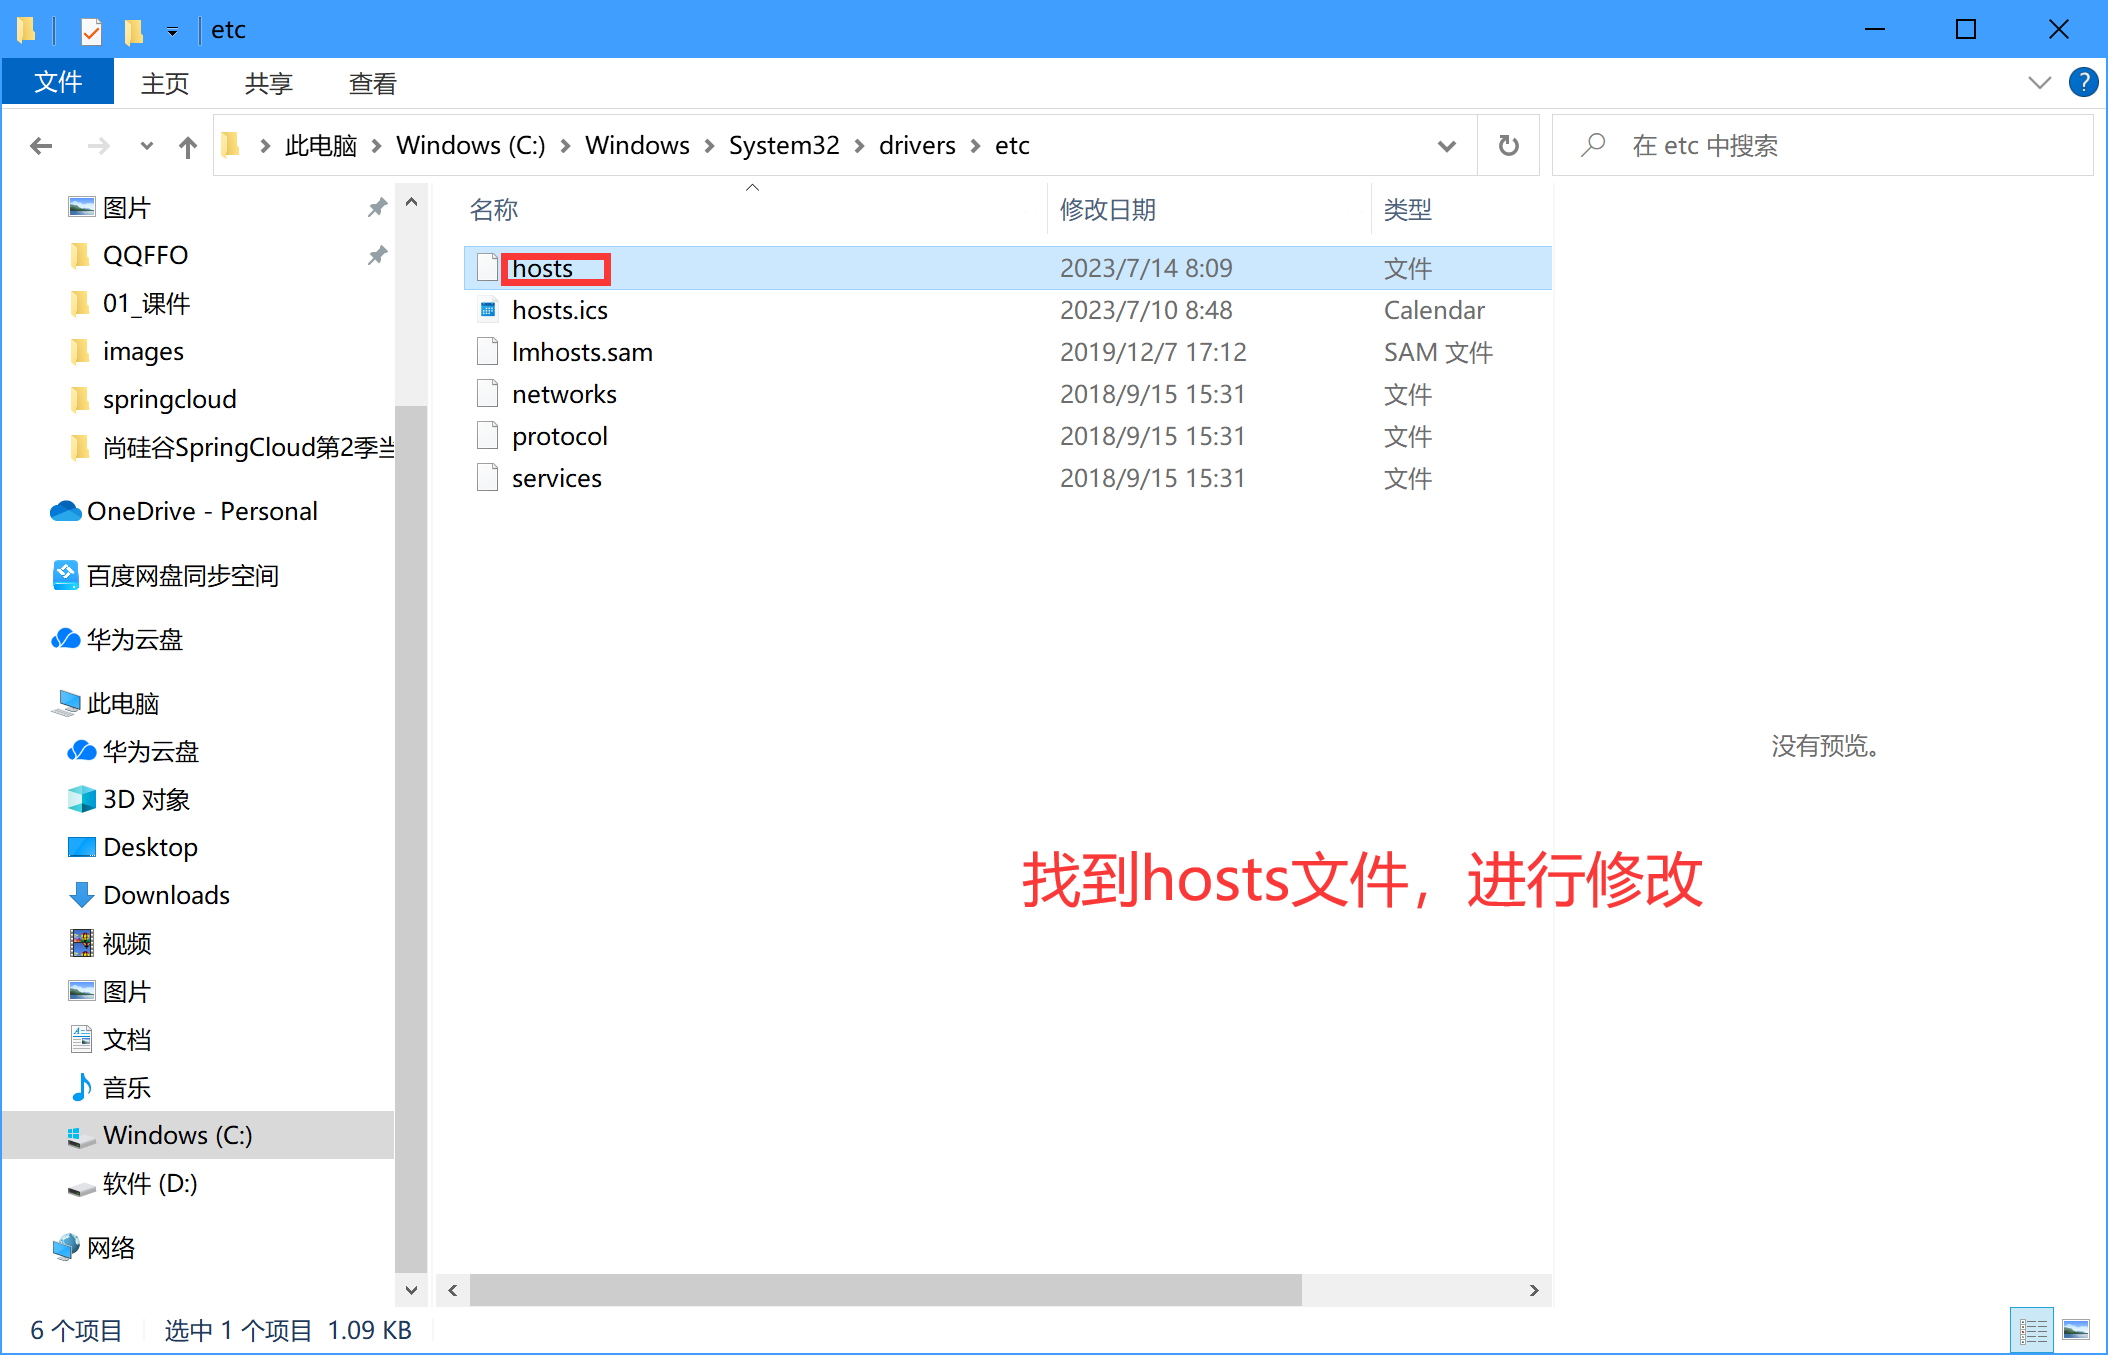 etc
文件 主页 共享 查看
?
此电脑 Windows (C:) Windows System32 drivers etc
在 etc 中搜索
图片
QQFFO
01_课件
images
springcloud
尚硅谷SpringCloud第2季当
OneDrive - Personal
百度网盘同步空间
华为云盘
此电脑
华为云盘
3D 对象
Desktop
Downloads
视频
图片
文档
音乐
Windows (C:)
软件 (D:)
网络
名称 修改日期 类型
hosts 2023/7/14 8:09 文件
hosts.ics 2023/7/10 8:48 Calendar
lmhosts.sam 2019/12/7 17:12 SAM 文件
networks 2018/9/15 15:31 文件
protocol 2018/9/15 15:31 文件
services 2018/9/15 15:31 文件
没有预览。
找到hosts文件，进行修改
6 个项目 选中 1 个项目 1.09 KB